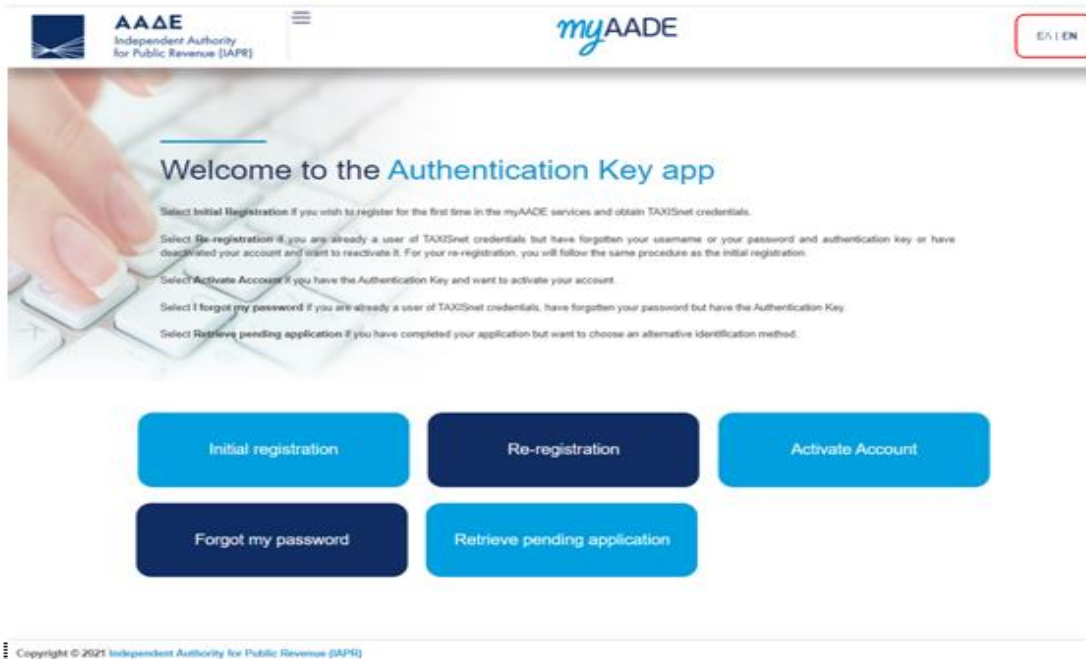 ΑΑΔΕ
Independent Authority
for Public Revenue (IAPR)
myAADE
ΕΛ | EN
Welcome to the Authentication Key app
Select Initial Registration if you wish to register for the first time in the myAADE services and obtain TAXISnet credentials.
Select Re-registration if you are already a user of TAXISnet credentials but have forgotten your username or your password and authentication key or have
deactivated your account and want to reactivate it. For your re-registration, you will follow the same procedure as the initial registration.
Select Activate Account if you have the Authentication Key and want to activate your account.
Select I forgot my password if you are already a user of TAXISnet credentials, have forgotten your password but have the Authentication Key.
Select Retrieve pending application if you have completed your application but want to choose an alternative identification method.
Initial registration
Re-registration
Activate Account
Forgot my password
Retrieve pending application
Copyright © 2021 Independent Authority for Public Revenue (IAPR)